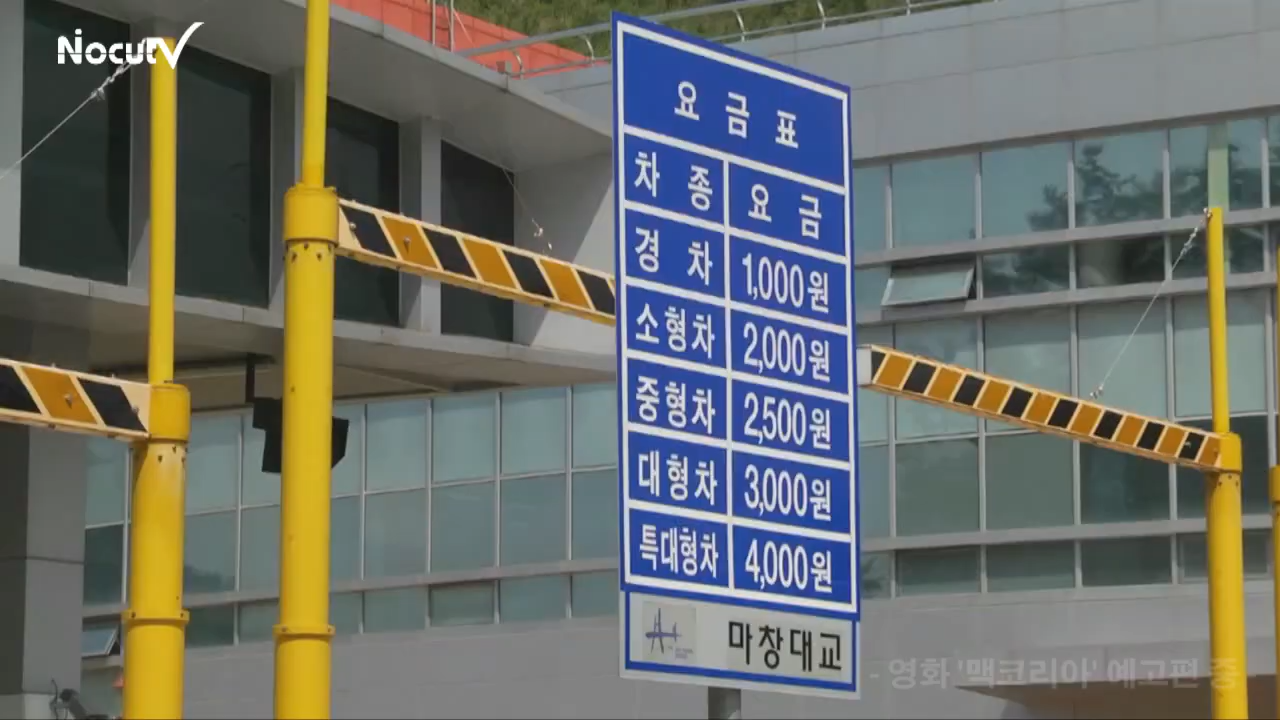 NocutV
요금표
차종 요금
경차 1,000원
소형차 2,000원
중형차 2,500원
대형차 3,000원
특대형차 4,000원
마창대교
- 영화 '맥코리아' 예고편 중 -